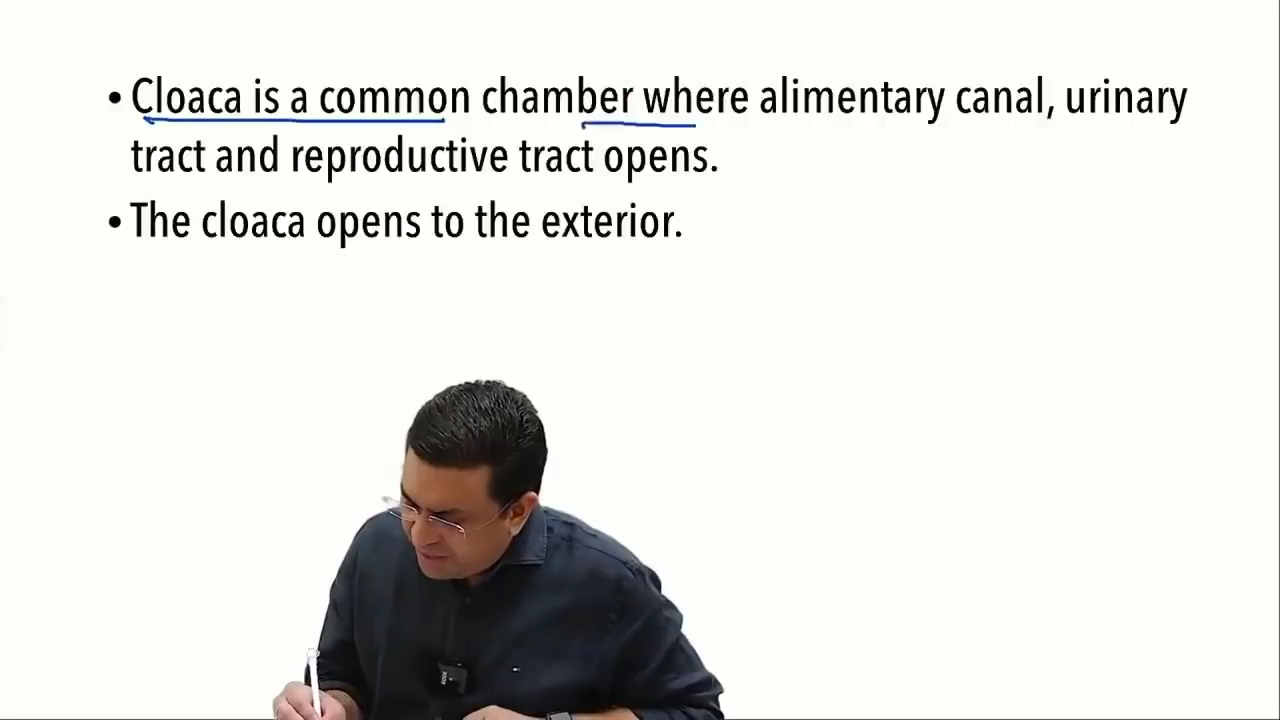 • Cloaca is a common chamber where alimentary canal, urinary
tract and reproductive tract opens.
• The cloaca opens to the exterior.